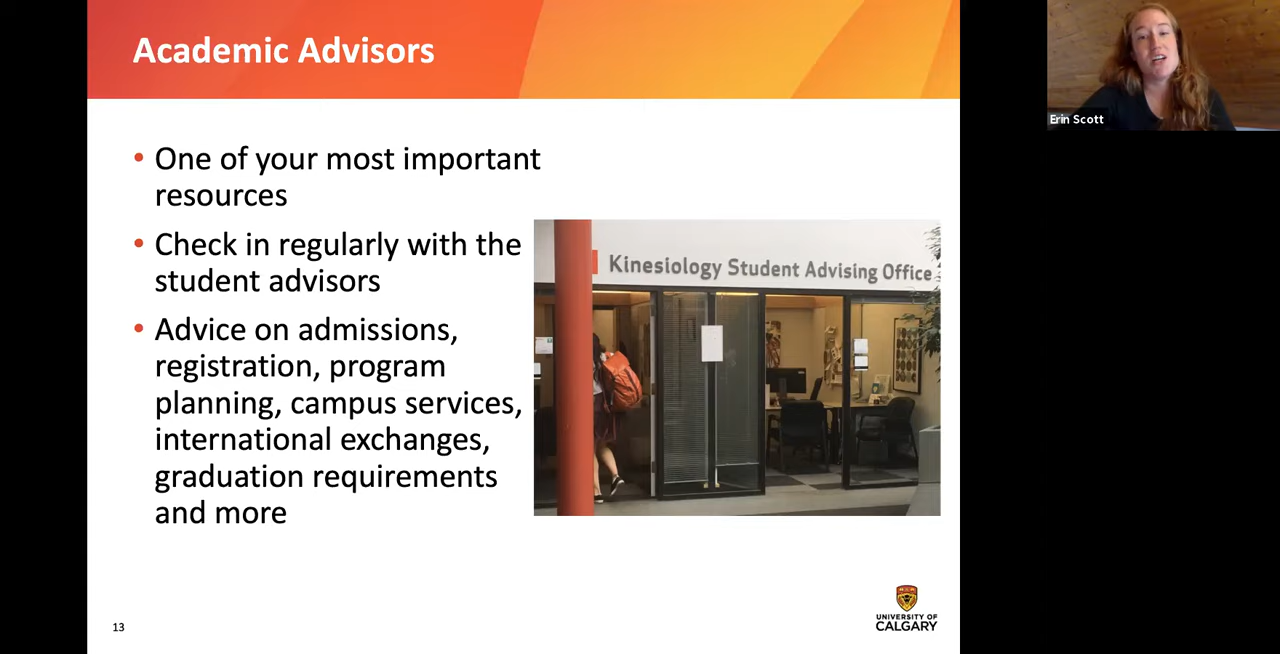 Academic Advisors
Erin Scott
• One of your most important
resources
• Check in regularly with the
student advisors
• Advice on admissions,
registration, program
planning, campus services,
international exchanges,
graduation requirements
and more
Kinesiology Student Advising Office
13
UNIVERSITY OF
CALGARY